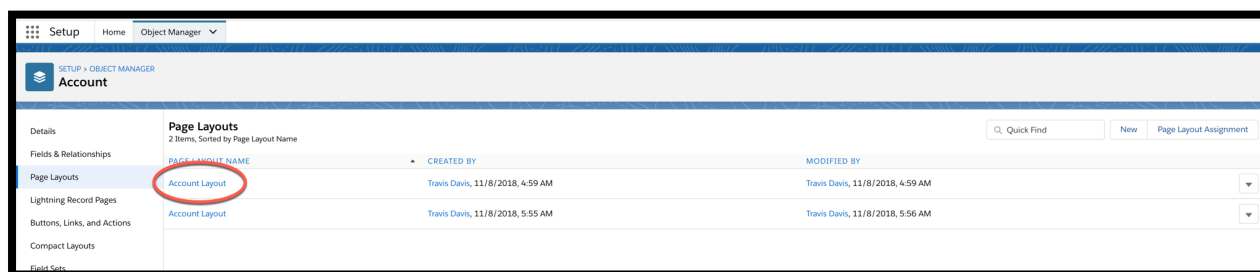 Setup Home Object Manager
SETUP > OBJECT MANAGER
Account
Details
Fields & Relationships
Page Layouts
Lightning Record Pages
Buttons, Links, and Actions
Compact Layouts
Field Sets
Page Layouts
2 Items, Sorted by Page Layout Name
Quick Find New Page Layout Assignment
PAGE LAYOUT NAME CREATED BY MODIFIED BY
Account Layout Travis Davis, 11/8/2018, 4:59 AM Travis Davis, 11/8/2018, 4:59 AM
Account Layout Travis Davis, 11/8/2018, 5:55 AM Travis Davis, 11/8/2018, 5:56 AM